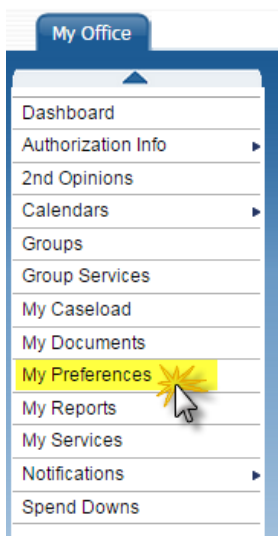 My Office
Dashboard
Authorization Info
2nd Opinions
Calendars
Groups
Group Services
My Caseload
My Documents
My Preferences
My Reports
My Services
Notifications
Spend Downs